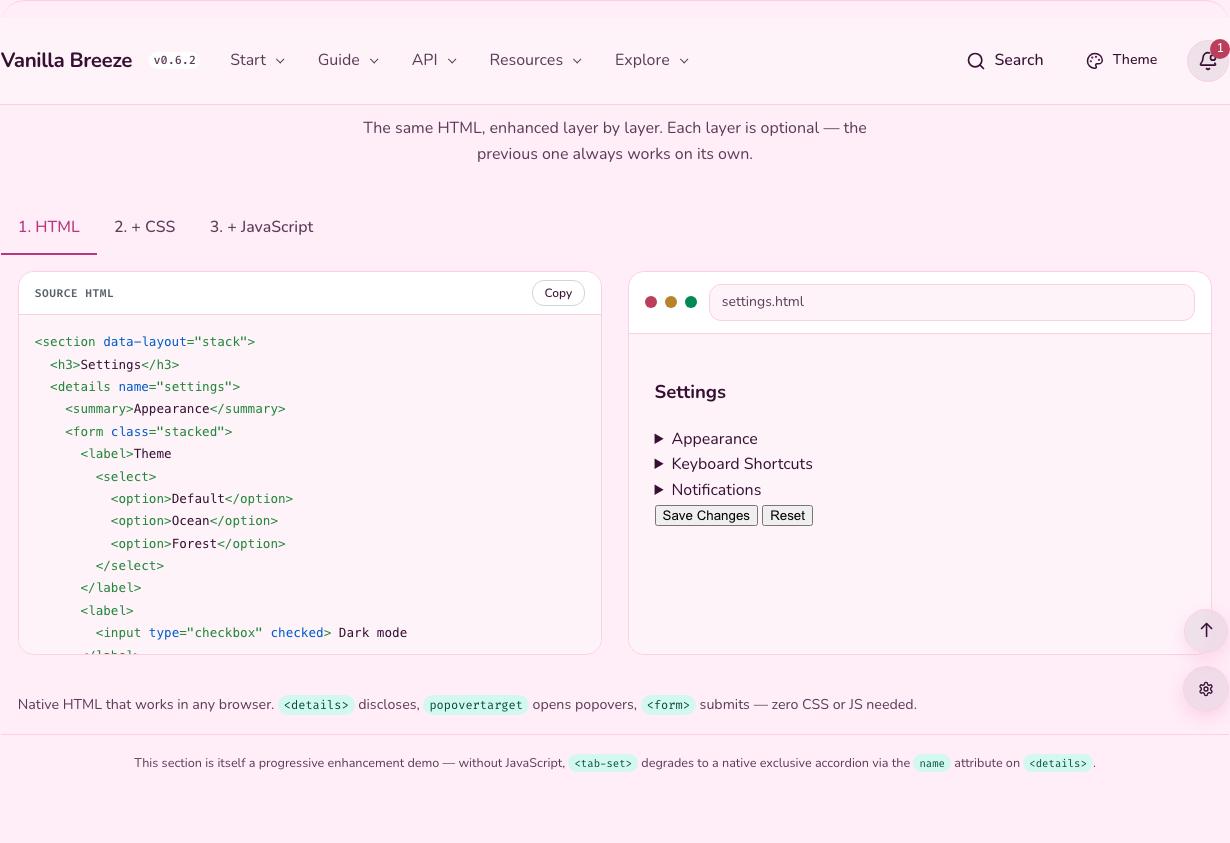 Vanilla Breeze v0.6.2 Start Guide API Resources Explore Search Theme 1
The same HTML, enhanced layer by layer. Each layer is optional — the
previous one always works on its own.
1. HTML 2. + CSS 3. + JavaScript
SOURCE HTML Copy
<section data-layout="stack">
  <h3>Settings</h3>
  <details name="settings">
    <summary>Appearance</summary>
    <form class="stacked">
      <label>Theme
        <select>
          <option>Default</option>
          <option>Ocean</option>
          <option>Forest</option>
        </select>
      </label>
      <label>
        <input type="checkbox" checked> Dark mode
      </label>
settings.html
Settings
Appearance
Keyboard Shortcuts
Notifications
Save Changes Reset
Native HTML that works in any browser. <details> discloses, popovertarget opens popovers, <form> submits — zero CSS or JS needed.
This section is itself a progressive enhancement demo — without JavaScript, <tab-set> degrades to a native exclusive accordion via the name attribute on <details>.